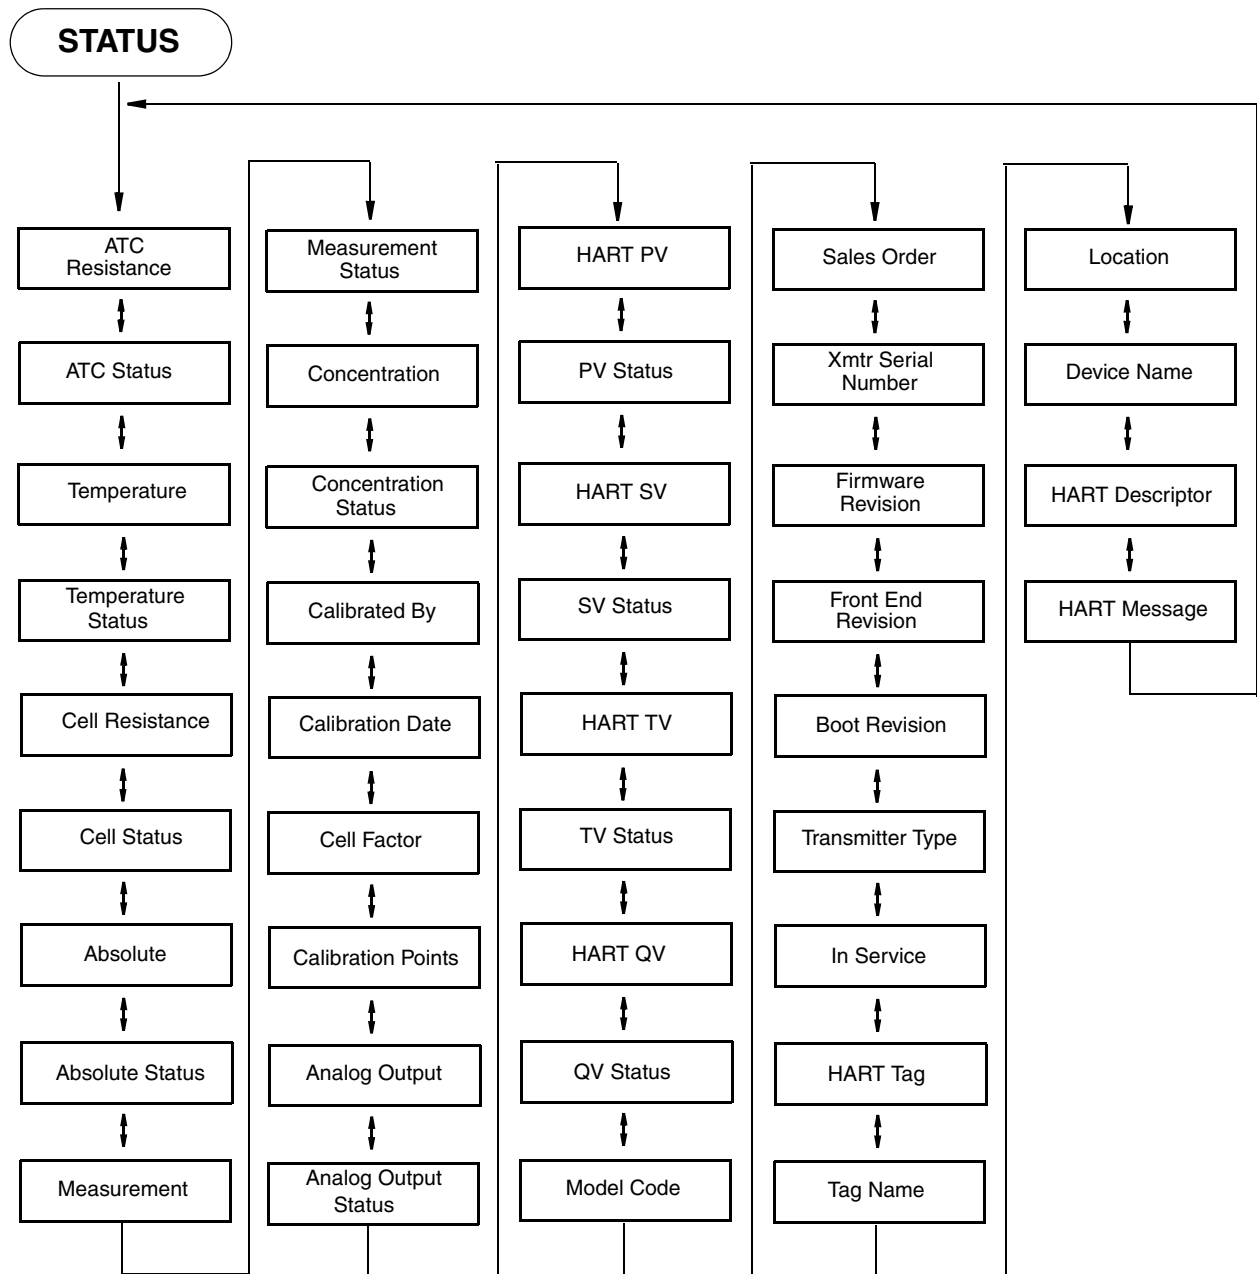 STATUS
ATC
Resistance
ATC Status
Temperature
Temperature
Status
Cell Resistance
Cell Status
Absolute
Absolute Status
Measurement
Measurement
Status
Concentration
Concentration
Status
Calibrated By
Calibration Date
Cell Factor
Calibration Points
Analog Output
Analog Output
Status
HART PV
PV Status
HART SV
SV Status
HART TV
TV Status
HART QV
QV Status
Model Code
Sales Order
Xmtr Serial
Number
Firmware
Revision
Front End
Revision
Boot Revision
Transmitter Type
In Service
HART Tag
Tag Name
Location
Device Name
HART Descriptor
HART Message